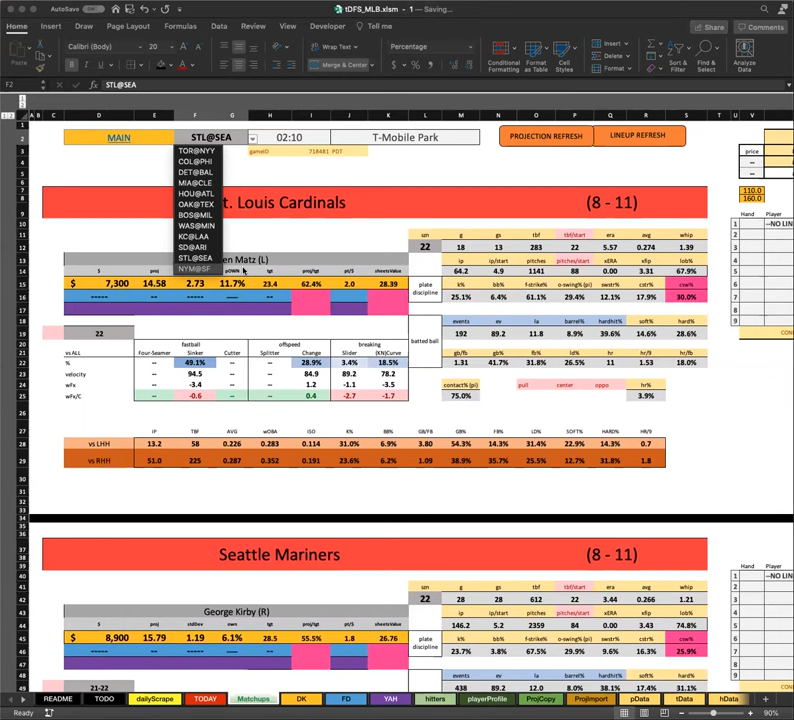 AutoSave OFF tDFS_MLB.xlsm — Saving...
Home Insert Draw Page Layout Formulas Data Review View Developer Tell me Share Comments
Paste Calibri (Body) 20 A A Wrap Text Percentage Conditional Formatting Format as Table Cell Styles Insert Delete Format Sort & Filter Find & Select Analyze Data
B I U A Merge & Center $ % 
F2 fx STL@SEA
C D E F G H I J K L M N O P Q R S U V
MAIN STL@SEA 02:10 T-Mobile Park PROJECTION REFRESH LINEUP REFRESH
TOR@NYY gameID 718481 PDT price --
COL@PHI --
DET@BAL --
MIA@CLE
HOU@ATL 110.0
OAK@TEX t. Louis Cardinals (8 - 11) 160.0
BOS@MIL Hand Player
WAS@MIN 1 --NO LIN
KC@LAA szn g gs tbf tbf/start xERA avg whip
SD@ARI 22 18 13 283 22 5.57 0.274 1.39
STL@SEA en Matz (L) ip ip/start pitches pitches/start era xfip lob%
NYM@SF pOWN tgt proj/tgt pt/$ sheetsValue 64.2 4.9 1141 88 0.00 3.31 67.9%
$ 7,300 14.58 2.73 11.7% 23.4 62.4% 2.0 28.39 plate discipline k% bb% f-strike% o-swing% (pi) swstr% (pi) zone% (pi) csw%
25.1% 6.4% 61.1% 29.4% 12.1% 17.9% 30.0%
22 batted ball events ev la barrel% hardhit% soft% hard%
192 89.2 11.8 8.9% 39.6% 14.6% 28.6%
fastball offspeed breaking
vs ALL Four-Seamer Sinker Cutter Splitter Change Slider (KN)Curve gb/fb gb% fb% ld% iffb% hr/9 hr/fb
% -- 49.1% -- -- 28.9% 3.4% 18.5% 1.31 41.7% 31.8% 26.5% 11 1.53 18.0%
velocity -- 94.5 -- -- 84.9 89.2 78.2
wFx -- -3.4 -- -- 1.2 -1.1 -3.5 contact% (pi) pull center oppo hr%
wFx/C -- -0.6 -- -- 0.4 -2.7 -1.7 75.0% 3.9%
IP TBF AVG wOBA ISO K% BB% GB/FB GB% FB% LD% SOFT% HARD% HR/9
vs LHH 13.2 58 0.226 0.283 0.114 31.0% 6.9% 3.80 54.3% 14.3% 31.4% 22.9% 14.3% 0.7
vs RHH 51.0 225 0.287 0.352 0.191 23.6% 6.2% 1.09 38.9% 35.7% 25.5% 12.7% 31.8% 1.8
Seattle Mariners (8 - 11)
Hand Player
szn g gs tbf tbf/start xERA avg whip 1 --NO LIN
22 28 28 612 22 3.44 0.266 1.21
George Kirby (R) ip ip/start pitches pitches/start era xfip lob%
$ proj stdDev own tgt proj/tgt pt/$ sheetsValue 146.2 5.2 2359 84 0.00 3.43 74.8%
$ 8,900 15.79 1.19 6.1% 28.5 55.5% 1.8 26.76 plate discipline k% bb% f-strike% o-swing% (pi) swstr% (pi) zone% (pi) csw%
23.7% 3.8% 67.5% 29.4% 9.6% 16.3% 25.9%
21-22 events ev la barrel% hardhit% soft% hard%
438 89.2 12.0 8.0% 38.1% 14.6% 31.1%
README TODO dailyScrape TODAY Matchups DK FD YAH hitters playerProfile ProjCopy ProjImport pData tData hData
Ready 90%